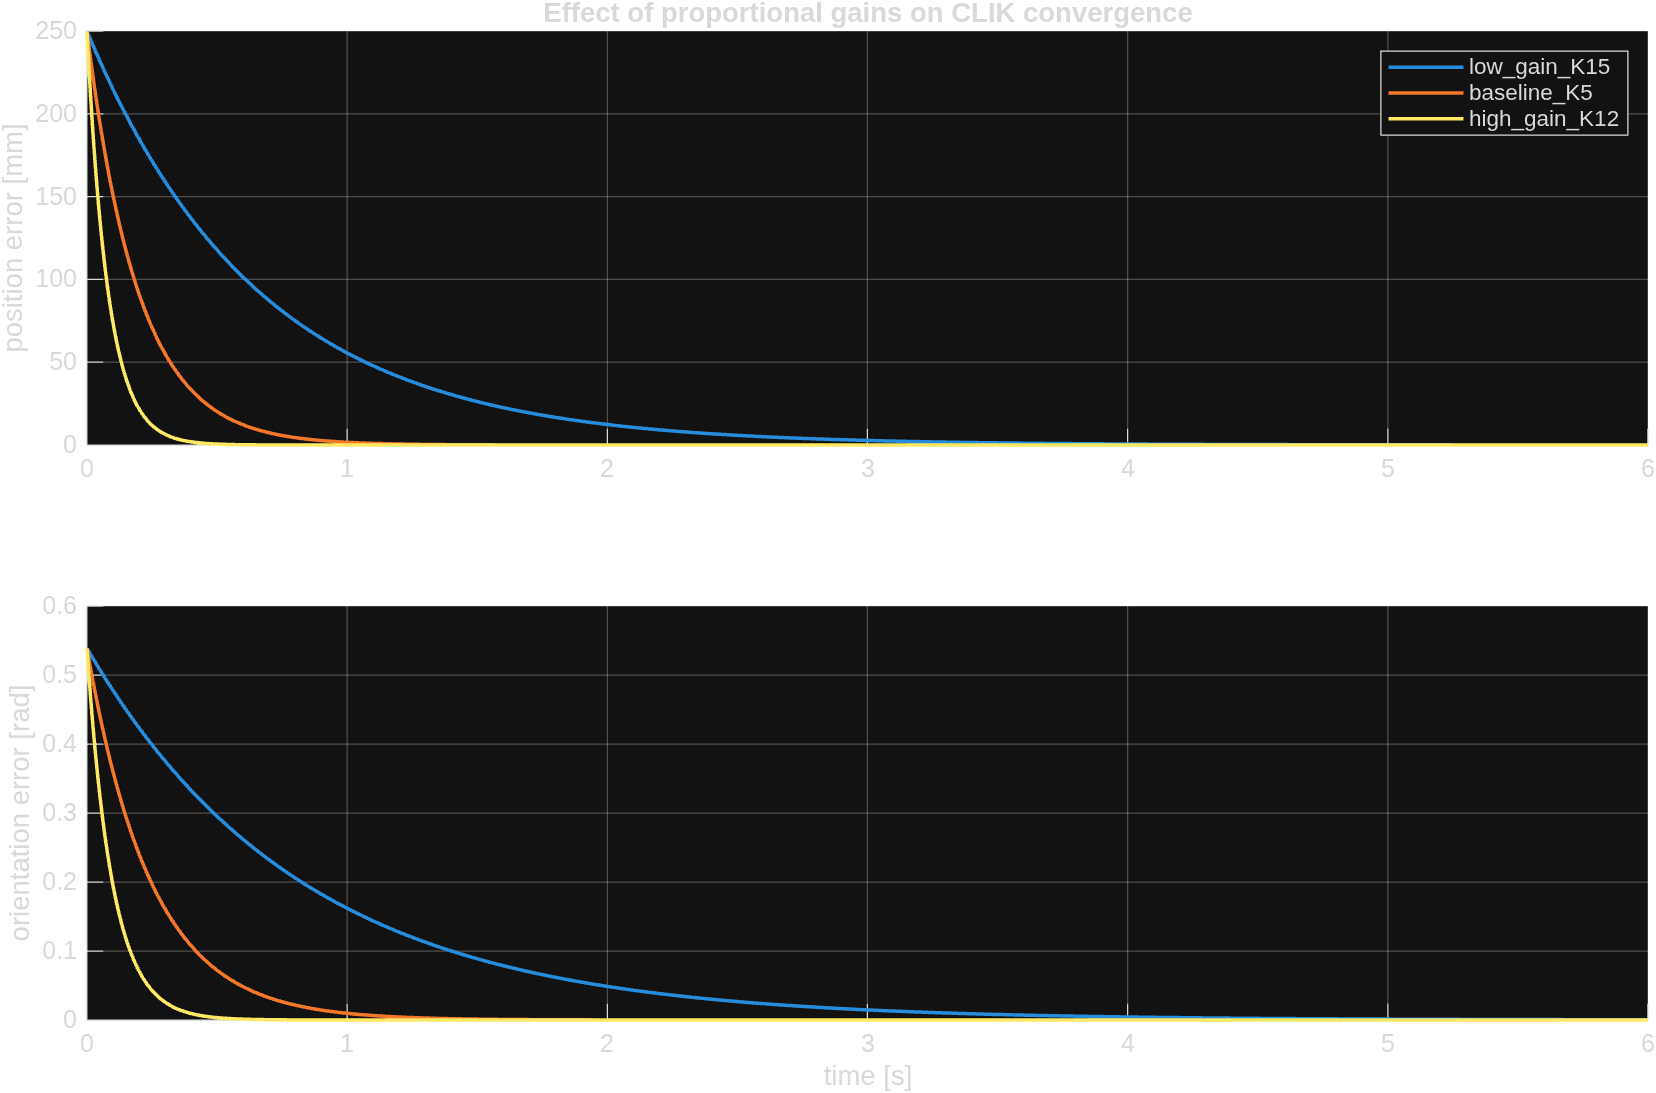 Effect of proportional gains on CLIK convergence
position error [mm]
250
200
150
100
50
0
0 1 2 3 4 5 6
low_gain_K15
baseline_K5
high_gain_K12
orientation error [rad]
0.6
0.5
0.4
0.3
0.2
0.1
0
0 1 2 3 4 5 6
time [s]